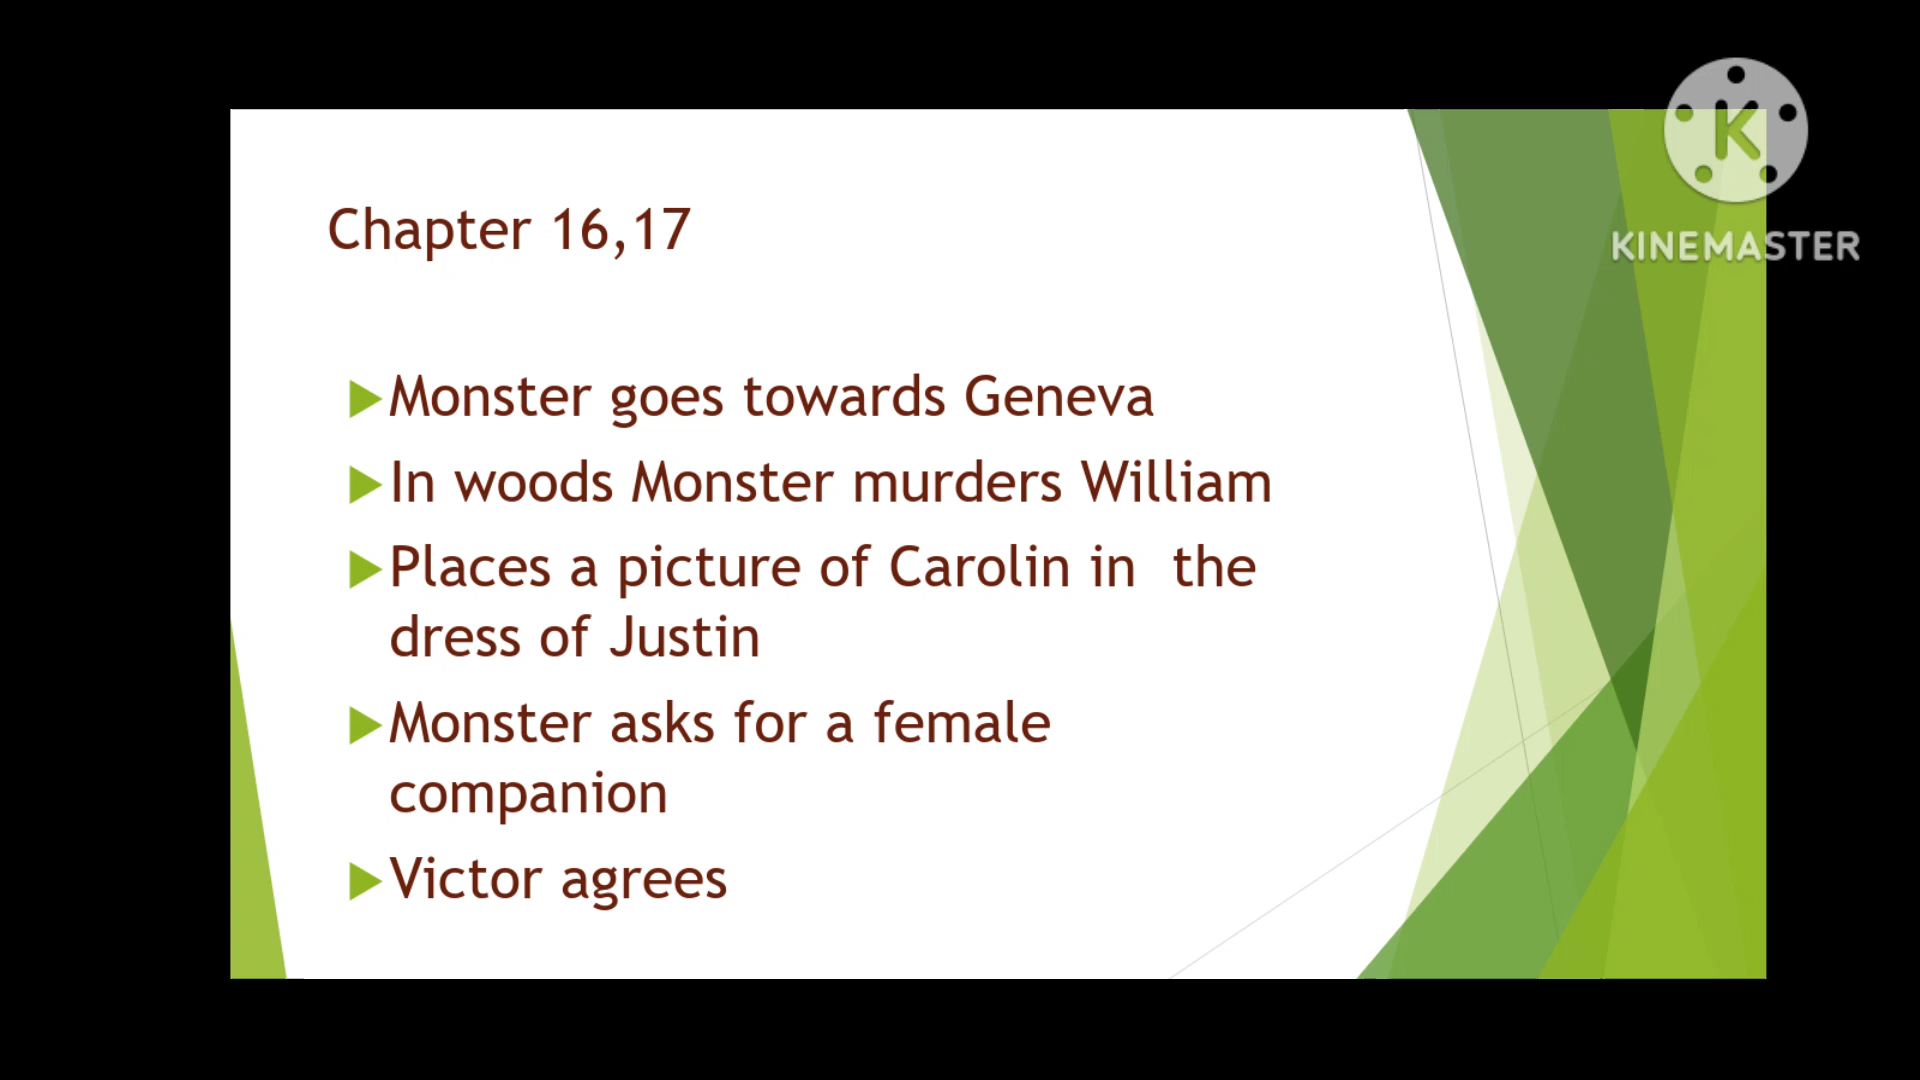 Chapter 16,17
Monster goes towards Geneva
In woods Monster murders William
Places a picture of Carolin in the
dress of Justin
Monster asks for a female
companion
Victor agrees
K
KINEMASTER